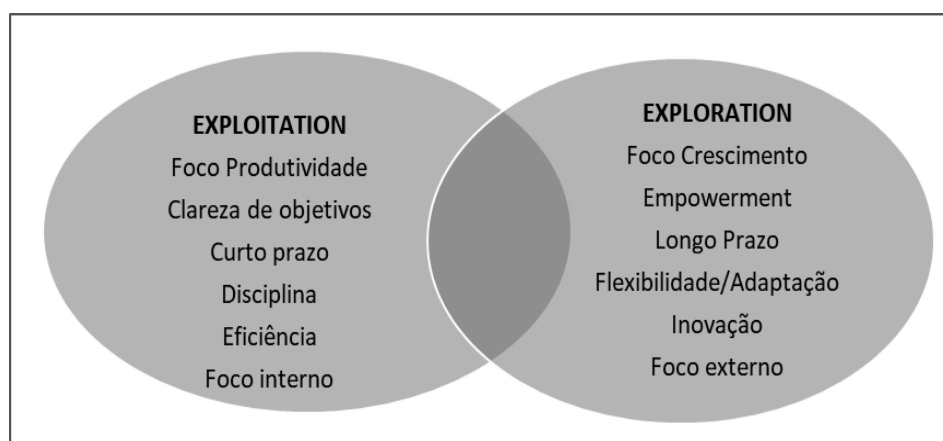 EXPLOITATION
Foco Produtividade
Clareza de objetivos
Curto prazo
Disciplina
Eficiência
Foco interno
EXPLORATION
Foco Crescimento
Empowerment
Longo Prazo
Flexibilidade/Adaptação
Inovação
Foco externo